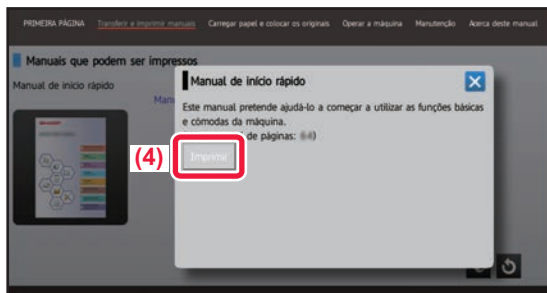 PRIMEIRA PÁGINA Transferir e imprimir manuais Carregar papel e colocar os originais Operar a máquina Manutenção Acerca deste manual
Manuais que podem ser impressos
Manual de início rápido
Manu
Manual de início rápido
Este manual pretende ajudá-lo a começar a utilizar as funções básicas
e cómodas da máquina.
de páginas:
(4)
Imprimir